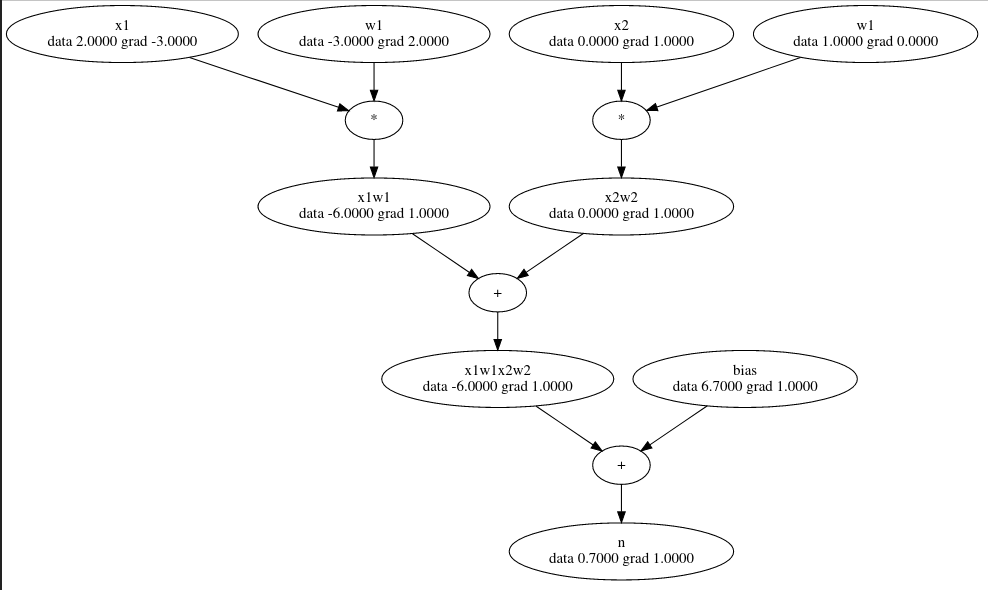 x1
data 2.0000 grad -3.0000
w1
data -3.0000 grad 2.0000
x2
data 0.0000 grad 1.0000
w1
data 1.0000 grad 0.0000
*
*
x1w1
data -6.0000 grad 1.0000
x2w2
data 0.0000 grad 1.0000
+
x1w1x2w2
data -6.0000 grad 1.0000
bias
data 6.7000 grad 1.0000
+
n
data 0.7000 grad 1.0000